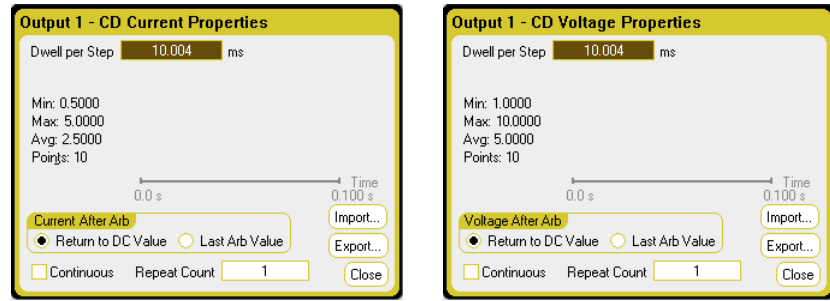 Output 1 - CD Current Properties
Dwell per Step 10.004 ms
Min: 0.5000
Max: 5.0000
Avg: 2.5000
Points: 10
Time
0.0 s 0.100 s
Current After Arb
Return to DC Value Last Arb Value
Continuous Repeat Count 1
Import...
Export...
Close
Output 1 - CD Voltage Properties
Dwell per Step 10.004 ms
Min: 1.0000
Max: 10.0000
Avg: 5.0000
Points: 10
Time
0.0 s 0.100 s
Voltage After Arb
Return to DC Value Last Arb Value
Continuous Repeat Count 1
Import...
Export...
Close